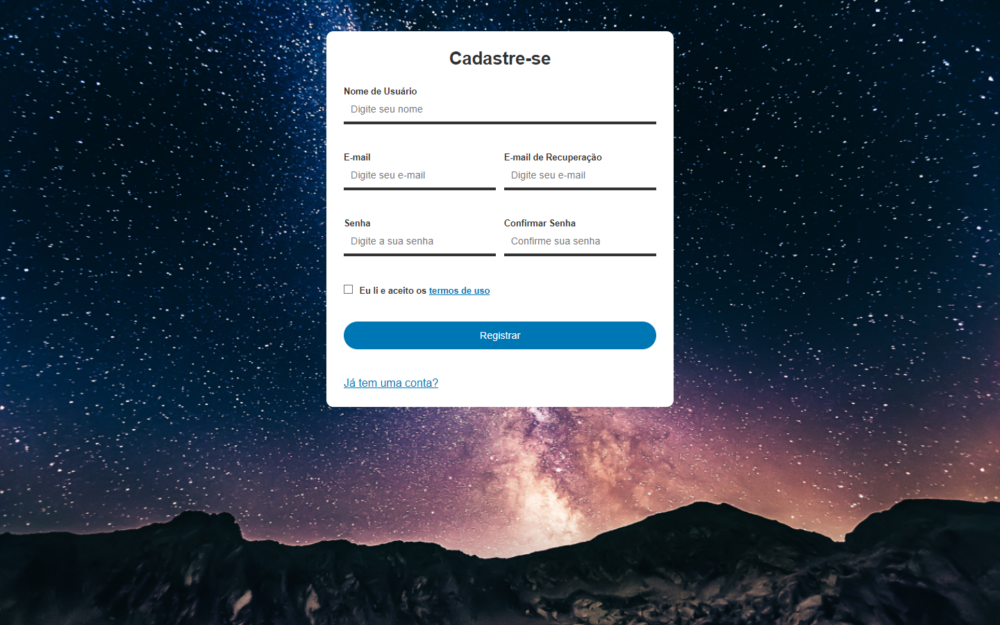 Cadastre-se
Nome de Usuário
Digite seu nome
E-mail
E-mail de Recuperação
Digite seu e-mail
Digite seu e-mail
Senha
Confirmar Senha
Digite a sua senha
Confirme sua senha
Eu li e aceito os termos de uso
Registrar
Já tem uma conta?